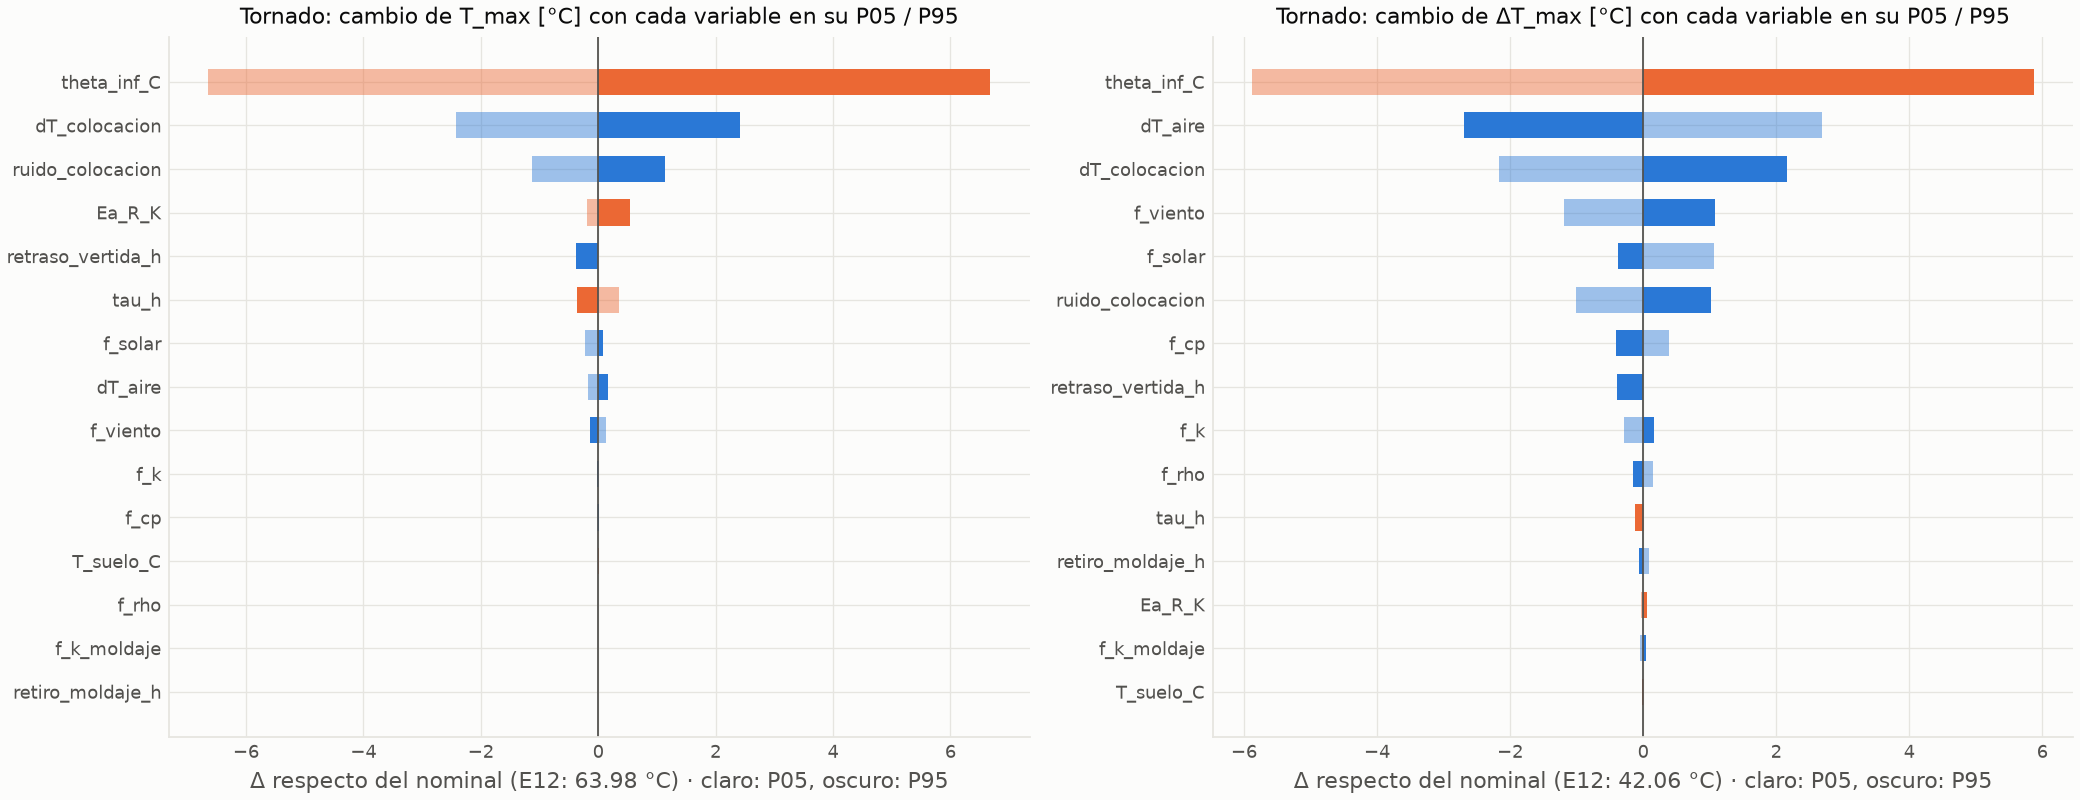 Tornado: cambio de T_max [°C] con cada variable en su P05 / P95
theta_inf_C
dT_colocacion
ruido_colocacion
Ea_R_K
retraso_vertida_h
tau_h
f_solar
dT_aire
f_viento
f_k
f_cp
T_suelo_C
f_rho
f_k_moldaje
retiro_moldaje_h
−6 −4 −2 0 2 4 6
Δ respecto del nominal (E12: 63.98 °C) · claro: P05, oscuro: P95
Tornado: cambio de ΔT_max [°C] con cada variable en su P05 / P95
theta_inf_C
dT_aire
dT_colocacion
f_viento
f_solar
ruido_colocacion
f_cp
retraso_vertida_h
f_k
f_rho
tau_h
retiro_moldaje_h
Ea_R_K
f_k_moldaje
T_suelo_C
−6 −4 −2 0 2 4 6
Δ respecto del nominal (E12: 42.06 °C) · claro: P05, oscuro: P95